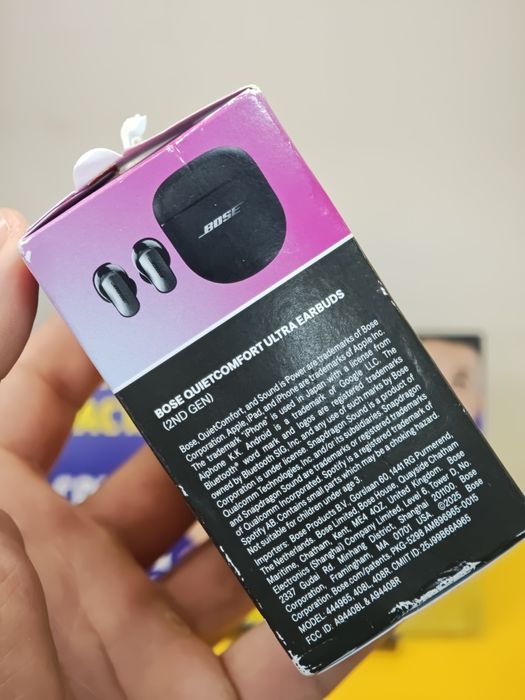 BOSE
BOSE QUIETCOMFORT ULTRA EARBUDS
(2ND GEN)
Bose, QuietComfort, and Sound is Power are trademarks of Bose
Corporation. Apple, iPad, and iPhone are trademarks of Apple Inc.
The trademark "iPhone" is used in Japan with a license from
Aiphone K.K. Android is a trademark of Google LLC. The
Bluetooth® word mark and logos are registered trademarks
owned by Bluetooth SIG, Inc. and any use of such marks by Bose
Corporation is under license. Snapdragon Sound is a product of
Qualcomm Technologies, Inc. and/or its subsidiaries. Snapdragon
and Snapdragon Sound are trademarks or registered trademarks
of Qualcomm Incorporated. Spotify is a registered trademark of
Spotify AB. Contains small parts which may be a choking hazard.
Not suitable for children under age 3.
Importers: Bose Products B.V., Gorslaan 60, 1441 RG Purmerend,
The Netherlands. Bose Limited, Bose House, Quayside Chatham
Maritime, Chatham, Kent, ME4 4QZ, United Kingdom. Bose
Electronics (Shanghai) Company Limited, Level 6, Tower D, No.
2337 Gudai Rd. Minhang District, Shanghai 201100. Bose
Corporation, Framingham, MA 01701 USA. ©2025 Bose
Corporation. Bose.com/patents PKG-5298 AM896965-0015
MODEL: 444965, 408L, 408R. CMIIT ID: 25J99B6A965
FCC ID: A94408L & A94408R